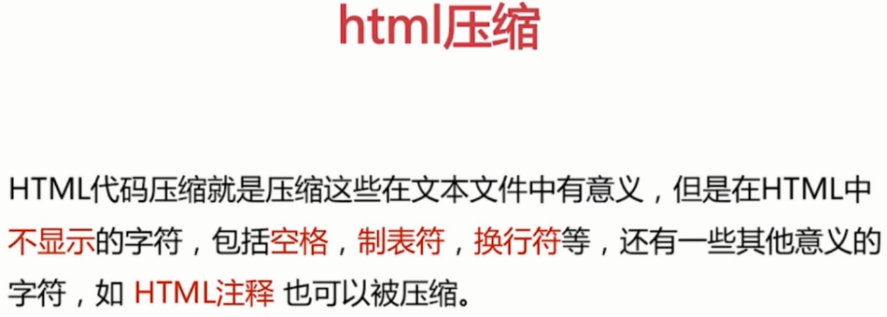 html压缩
HTML代码压缩就是压缩这些在文本文件中有意义，但是在HTML中
不显示的字符，包括空格，制表符，换行符等，还有一些其他意义的
字符，如 HTML注释 也可以被压缩。